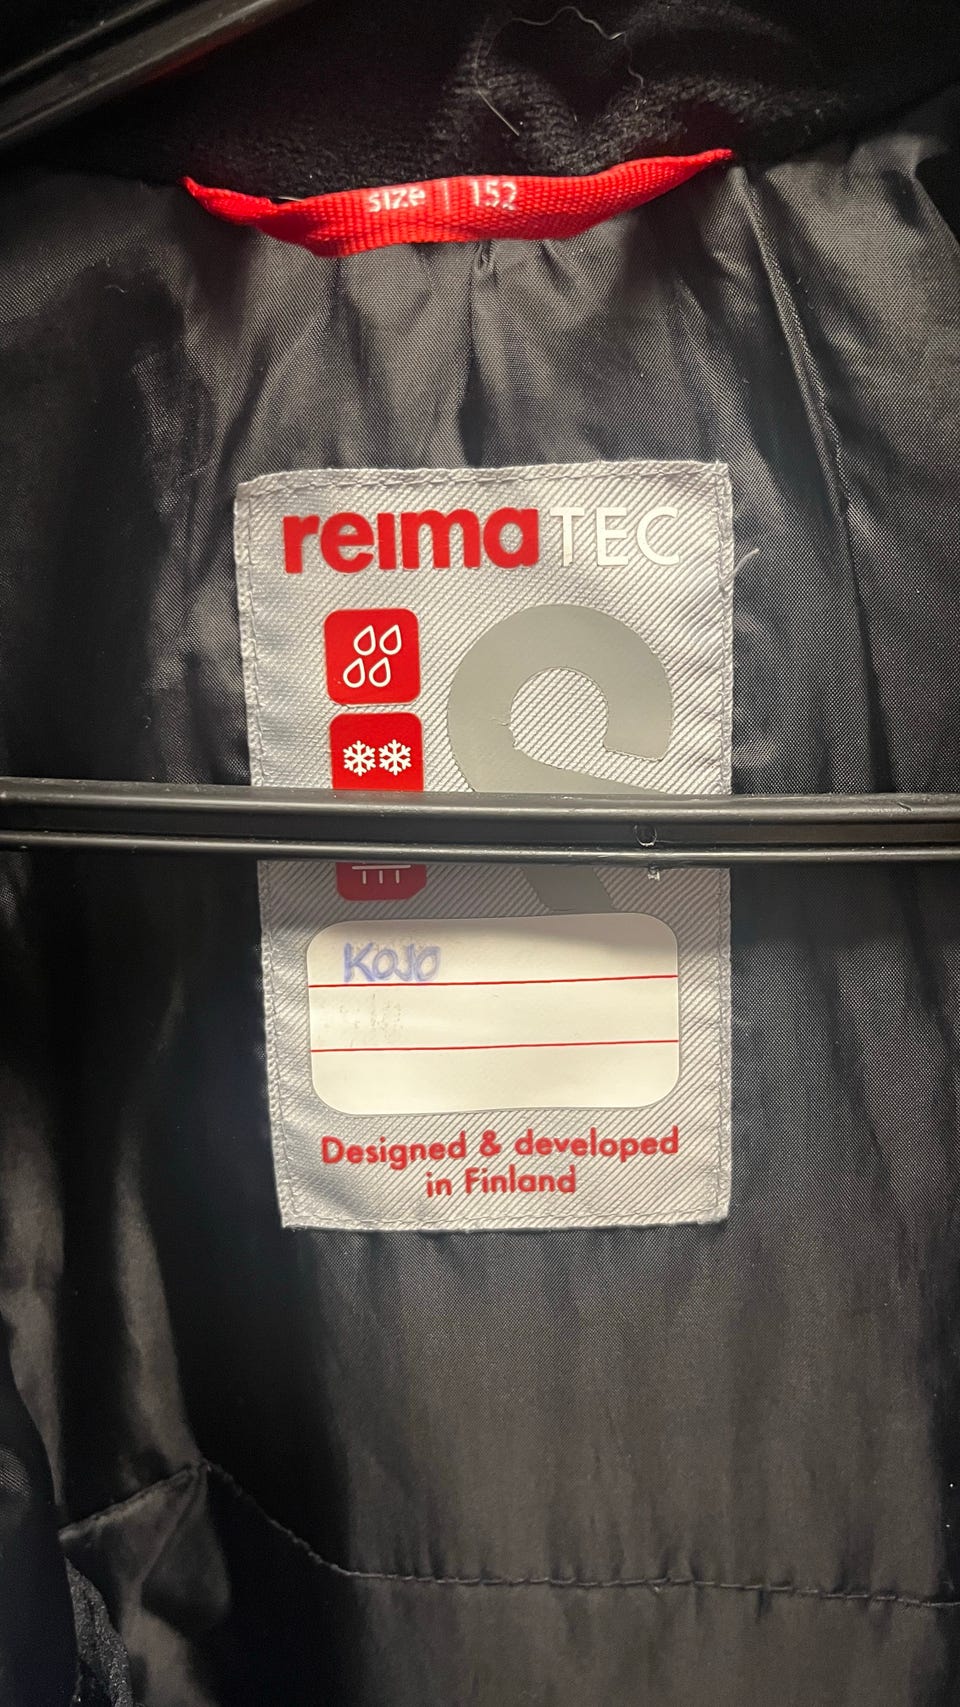 size | 152
reima TEC
KOJO
Designed & developed
in Finland